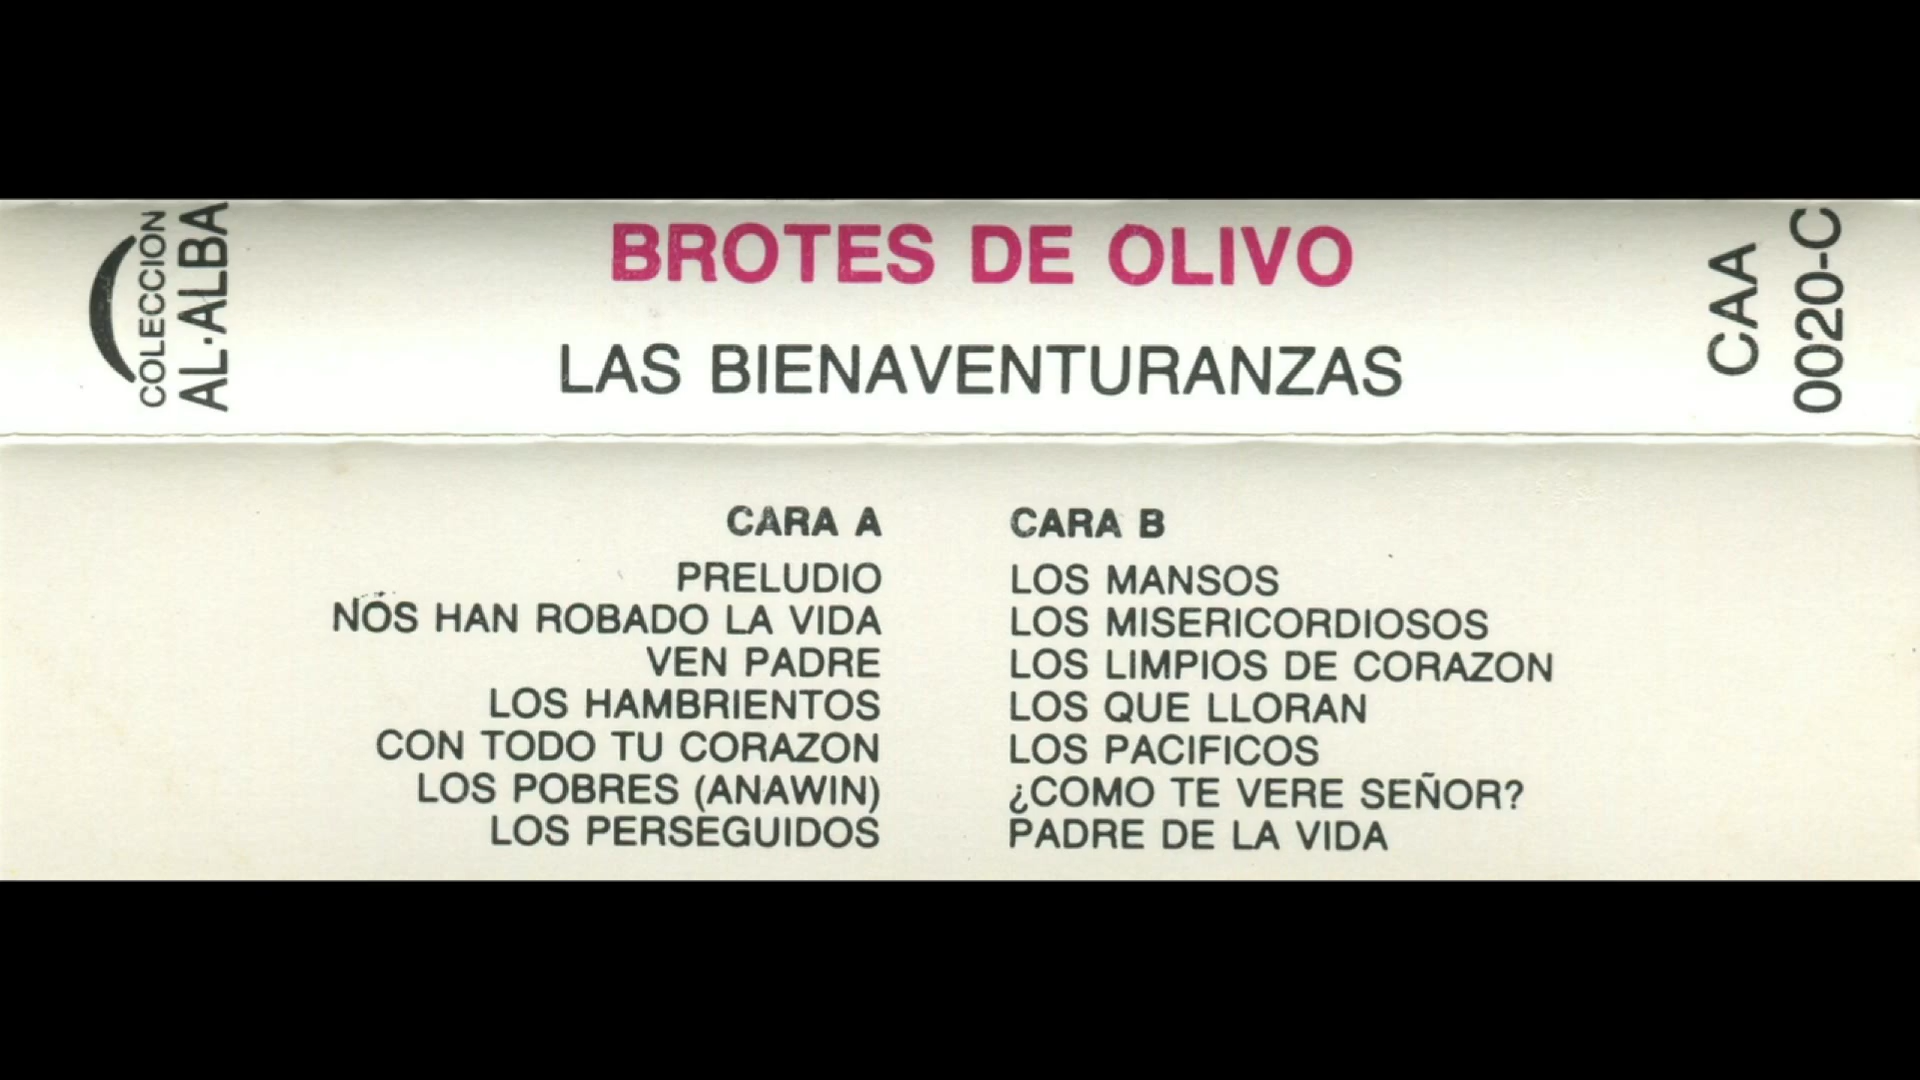 COLECCION
AL·ALBA
BROTES DE OLIVO
LAS BIENAVENTURANZAS
CAA
0020-C
CARA A
PRELUDIO
NOS HAN ROBADO LA VIDA
VEN PADRE
LOS HAMBRIENTOS
CON TODO TU CORAZON
LOS POBRES (ANAWIN)
LOS PERSEGUIDOS
CARA B
LOS MANSOS
LOS MISERICORDIOSOS
LOS LIMPIOS DE CORAZON
LOS QUE LLORAN
LOS PACIFICOS
¿COMO TE VERE SEÑOR?
PADRE DE LA VIDA